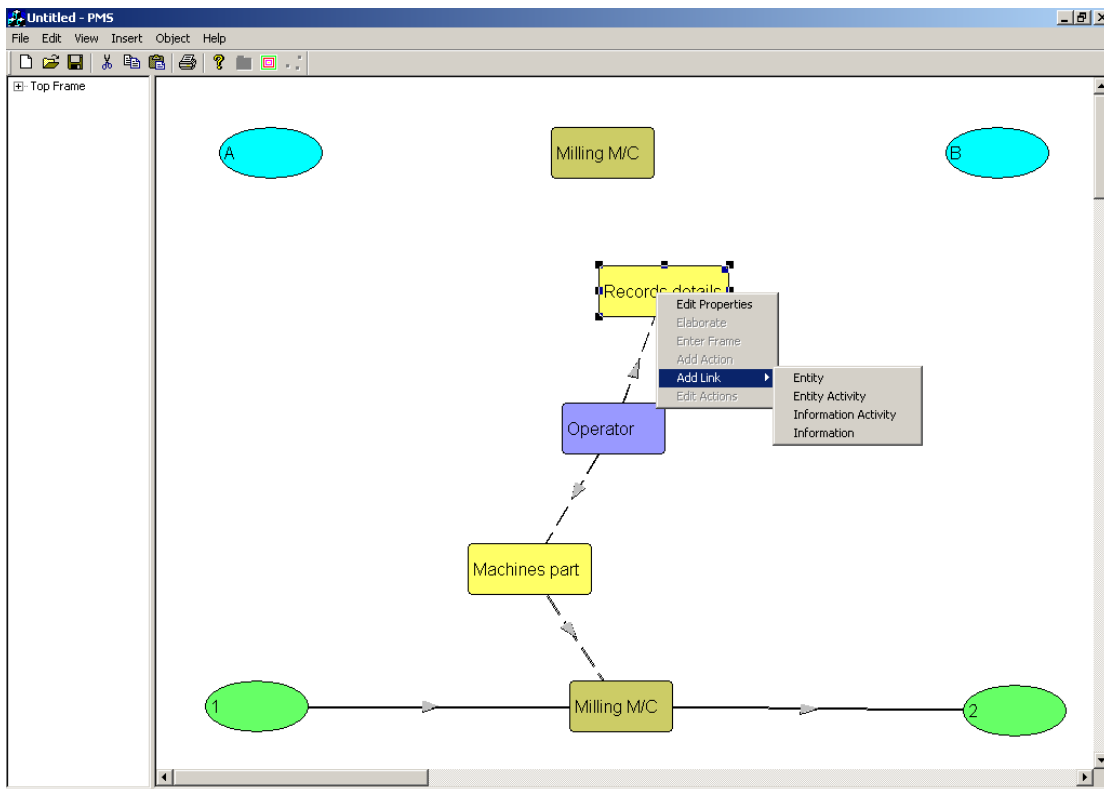 Untitled - PMS
File Edit View Insert Object Help
Top Frame
A
Milling M/C
B
Records details
Edit Properties
Elaborate
Enter Frame
Add Action
Add Link
Edit Actions
Entity
Entity Activity
Information Activity
Information
Operator
Machines part
1
Milling M/C
2